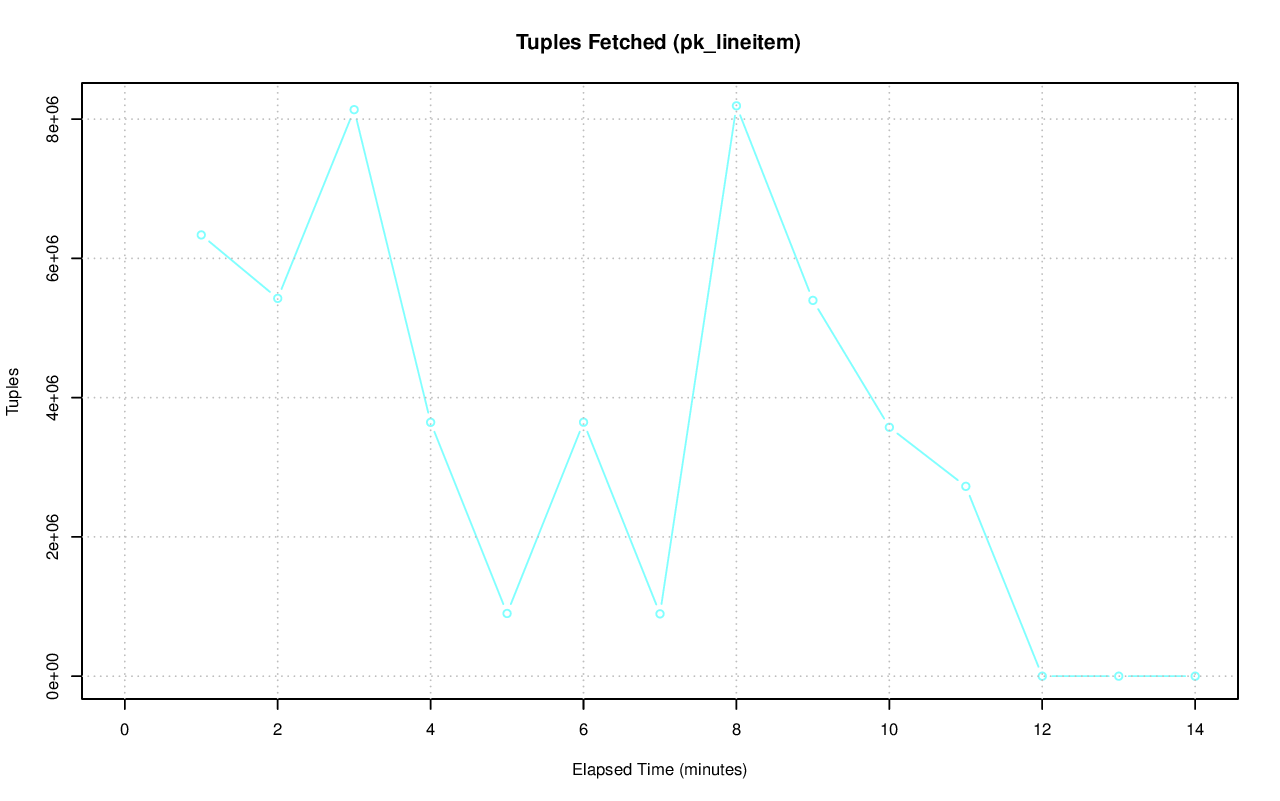 Tuples Fetched (pk_lineitem)
8e+06
6e+06
4e+06
2e+06
0e+00
Tuples
0 2 4 6 8 10 12 14
Elapsed Time (minutes)